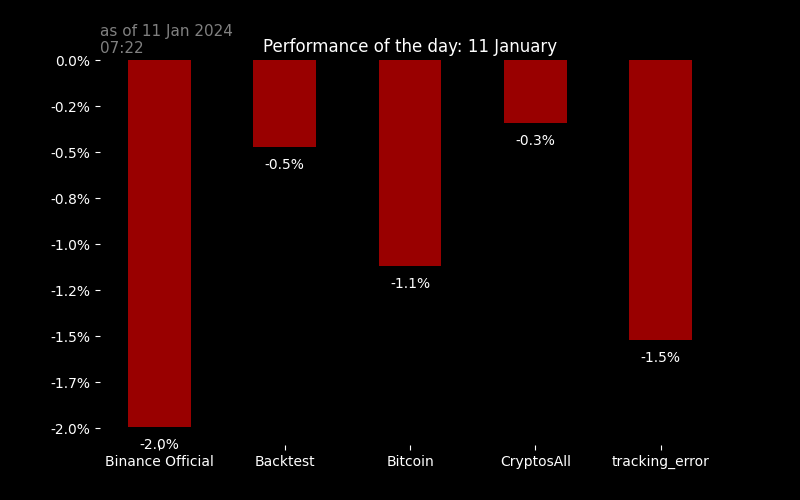 as of 11 Jan 2024
07:22
Performance of the day: 11 January
0.0%
-0.2%
-0.5%
-0.8%
-1.0%
-1.2%
-1.5%
-1.7%
-2.0%
-2.0%
-0.5%
-1.1%
-0.3%
-1.5%
Binance Official
Backtest
Bitcoin
CryptosAll
tracking_error